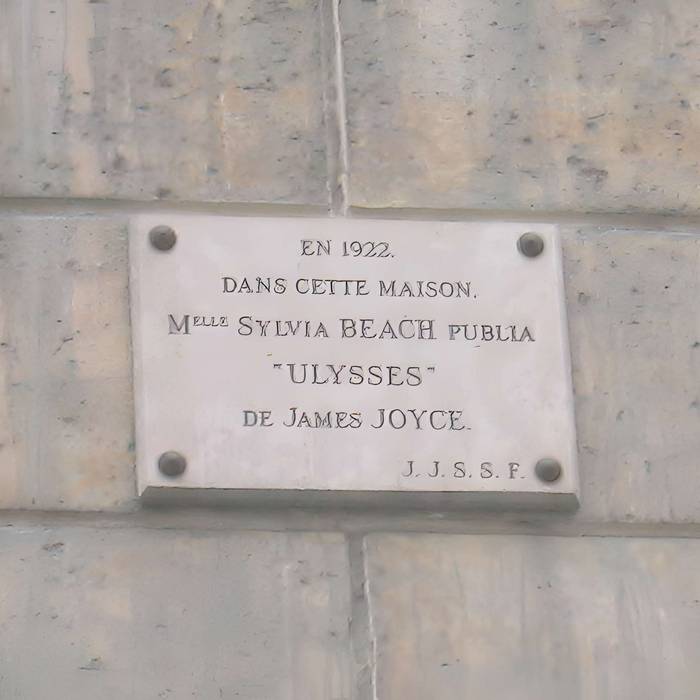 EN 1922.
DANS CETTE MAISON.
Melle SYLVIA BEACH PUBLIA
"ULYSSES"
DE JAMES JOYCE.
J. J. S. S. F.